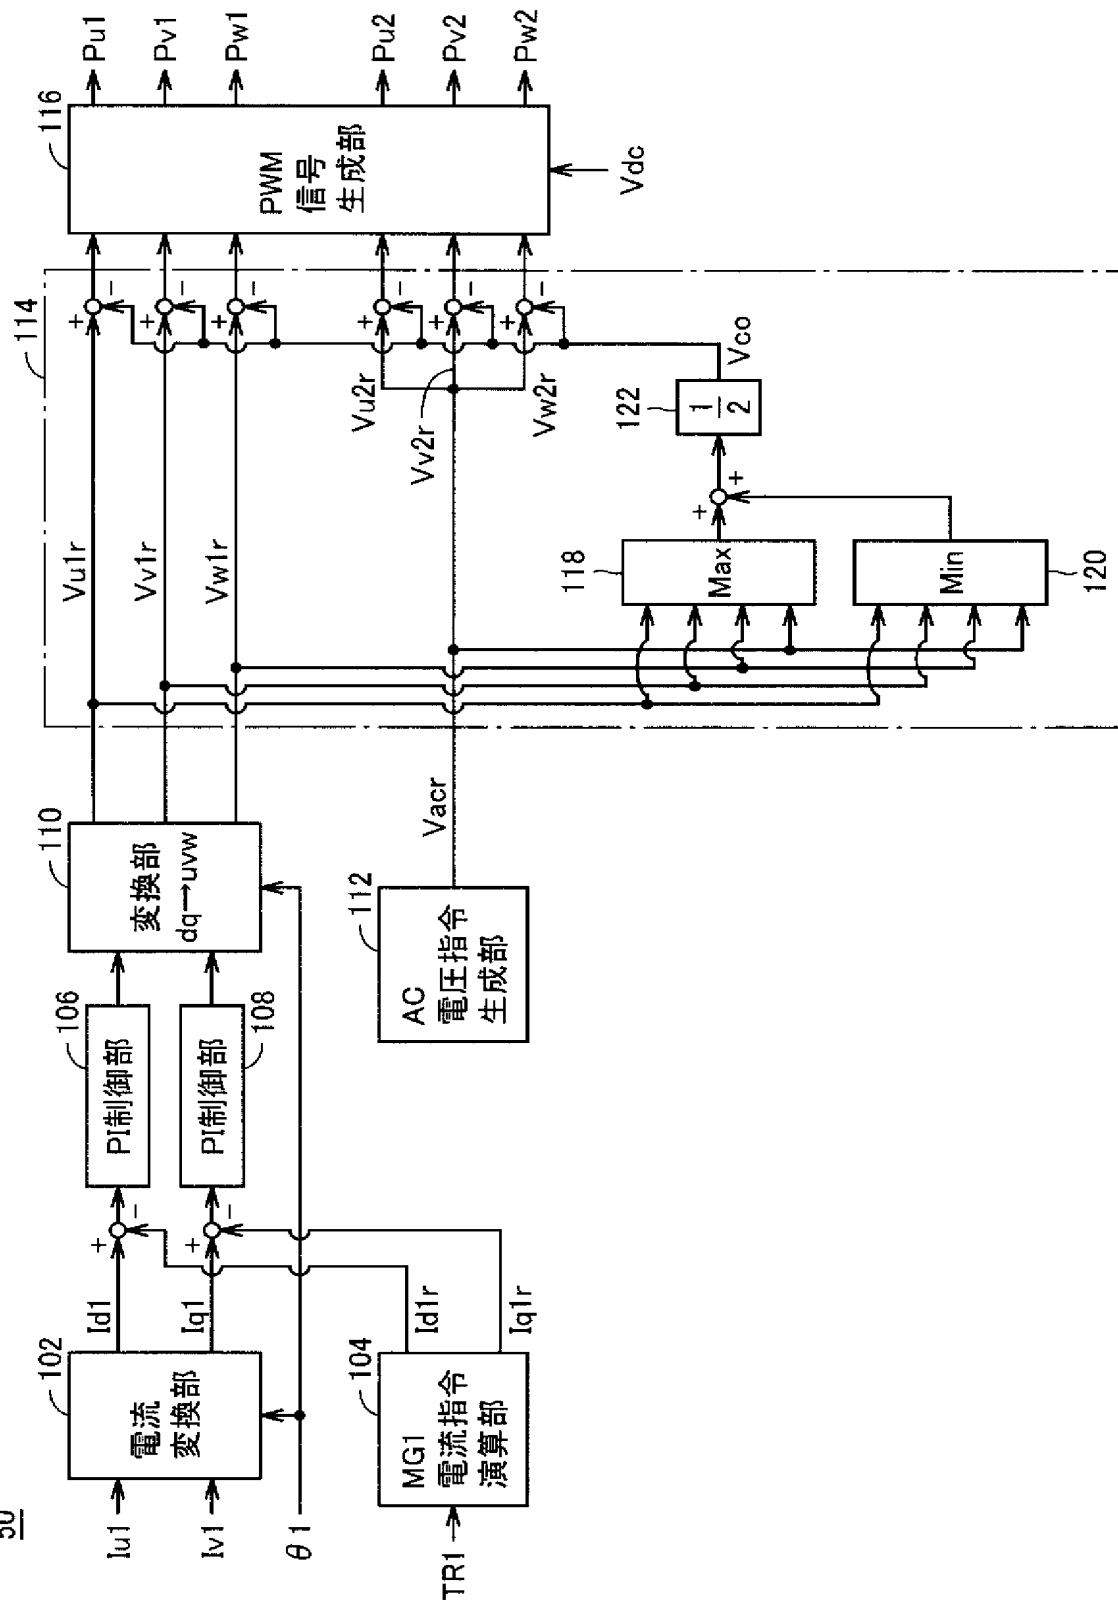 50
Iu1
Iv1
θ1
TR1
102
電流
変換部
104
MG1
電流指令
演算部
Id1
Iq1
Id1r
Iq1r
+
-
+
-
106
PI制御部
108
PI制御部
110
変換部
dq→uvw
112
AC
電圧指令
生成部
Vacr
114
Vu1r
Vv1r
Vw1r
118
Max
120
Min
+
+
122
1
2
Vco
Vu2r
Vv2r
Vw2r
+
-
+
-
+
-
+
-
+
-
+
-
116
PWM
信号
生成部
Vdc
Pu1
Pv1
Pw1
Pu2
Pv2
Pw2